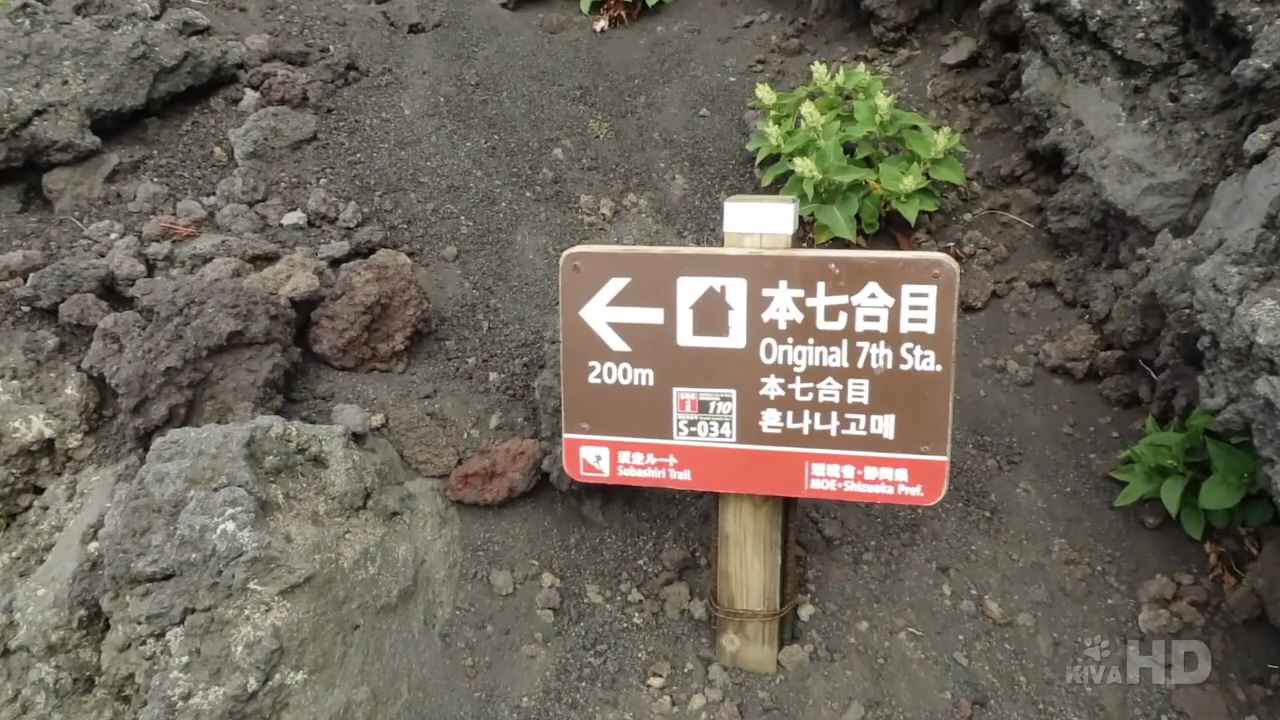 本七合目
Original 7th Sta.
200m
本七合目
혼나나고메
110
S-034
須走ルート
Subashiri Trail
環境省・静岡県
MOE・Shizuoka Pref.
KIVA HD